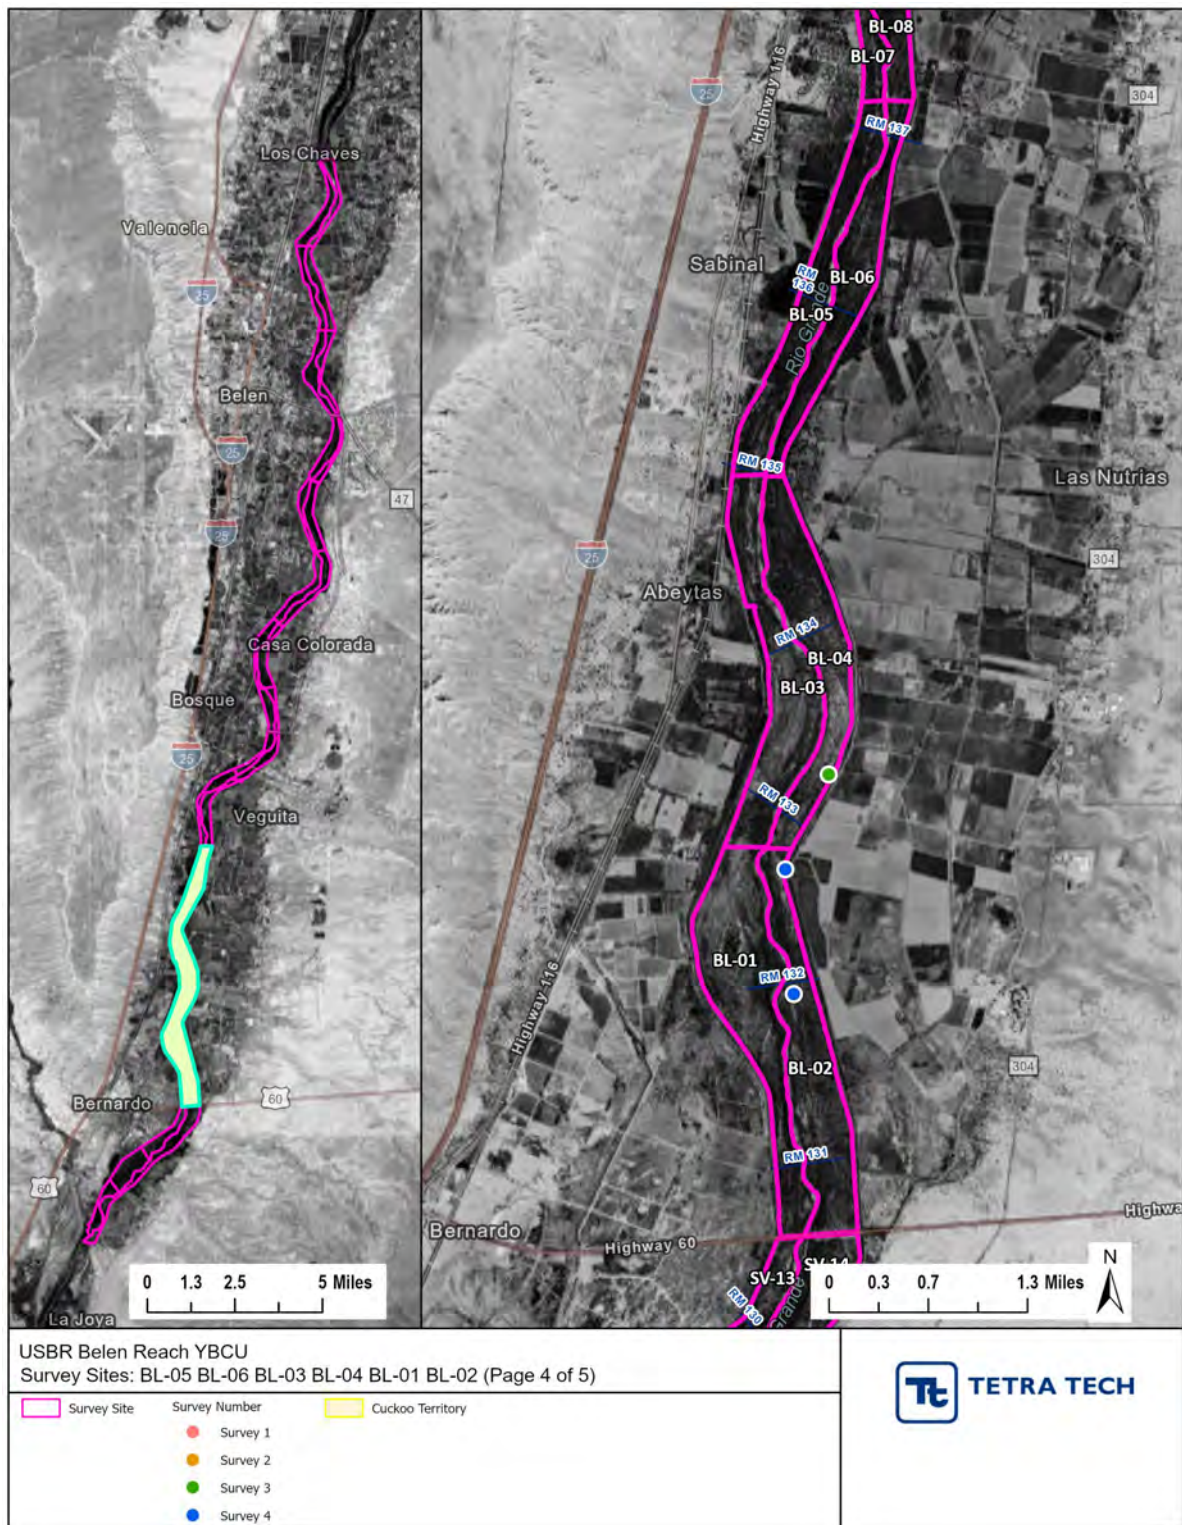 Los Chaves
Valencia
25
Belen
25
47
25
Casa Colorada
Bosque
25
Veguita
Bernardo
60
60
La Joya
0 1.3 2.5 5 Miles
BL-08
BL-07
25
Highway 116
304
RM 137
Sabinal
RM
136
BL-06
BL-05
Rio Grande
RM 135
Las Nutrias
25
304
Abeytas
RM 134
BL-04
BL-03
RM 133
BL-01
RM 132
Highway 116
BL-02
304
RM 131
Bernardo
Highway 60
Highwa
SV-13
SV-14
RM 130
Grande
0 0.3 0.7 1.3 Miles
N
USBR Belen Reach YBCU
Survey Sites: BL-05 BL-06 BL-03 BL-04 BL-01 BL-02 (Page 4 of 5)
Survey Site
Survey Number
Survey 1
Survey 2
Survey 3
Survey 4
Cuckoo Territory
Tt TETRA TECH